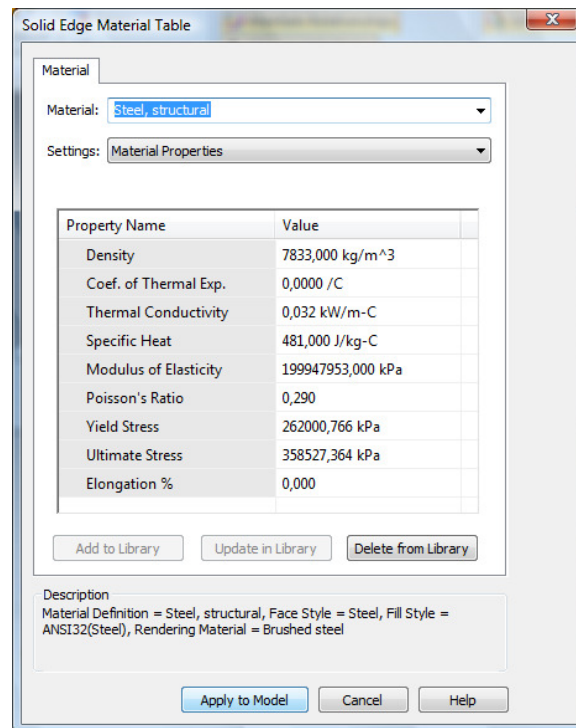 Solid Edge Material Table
Material
Material: Steel, structural
Settings: Material Properties
Property Name Value
Density 7833,000 kg/m^3
Coef. of Thermal Exp. 0,0000 /C
Thermal Conductivity 0,032 kW/m-C
Specific Heat 481,000 J/kg-C
Modulus of Elasticity 199947953,000 kPa
Poisson's Ratio 0,290
Yield Stress 262000,766 kPa
Ultimate Stress 358527,364 kPa
Elongation % 0,000
Add to Library Update in Library Delete from Library
Description
Material Definition = Steel, structural, Face Style = Steel, Fill Style =
ANSI32(Steel), Rendering Material = Brushed steel
Apply to Model Cancel Help